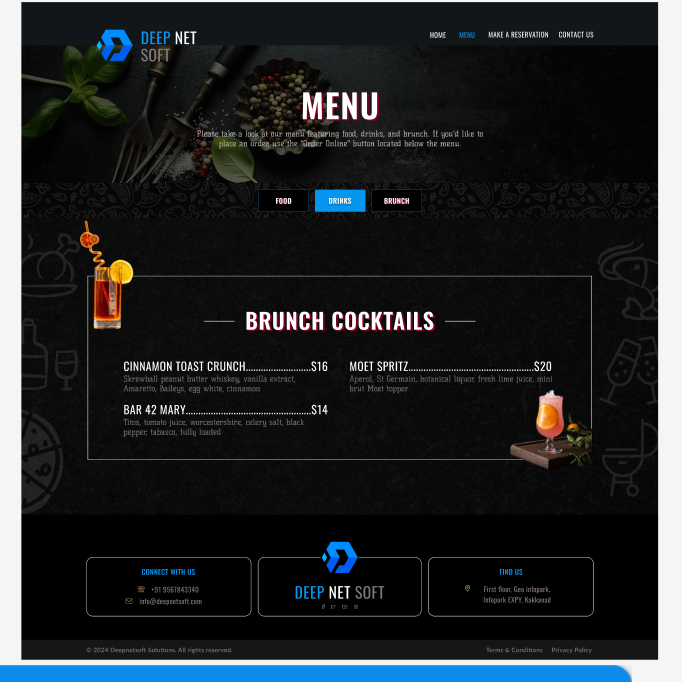 DEEP NET
SOFT
HOME MENU MAKE A RESERVATION CONTACT US
MENU
Please take a look at our menu featuring food, drinks, and brunch. If you'd like to
place an order, use the "Order Online" button located below the menu.
FOOD DRINKS BRUNCH
BRUNCH COCKTAILS
CINNAMON TOAST CRUNCH..........................$16
Skrewball peanut butter whiskey, vanilla extract,
Amaretto, Baileys, egg white, cinnamon
BAR 42 MARY..................................................$14
Titos, tomato juice, worcestershire, celery salt, black
pepper, tabasco, fully loaded
MOET SPRITZ..................................................$20
Aperol, St Germain, botanical liquor, fresh lime juice, mini
brut Moet topper
CONNECT WITH US
+91 9567843340
info@deepnetsoft.com
DEEP NET SOFT
FIND US
First floor, Geo infopark,
Infopark EXPY, Kakkanad
© 2024 Deepnetsoft Solutions. All rights reserved.
Terms & Conditions Privacy Policy